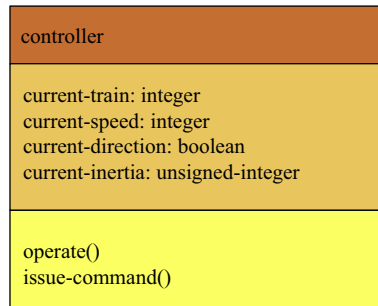 controller
current-train: integer
current-speed: integer
current-direction: boolean
current-inertia: unsigned-integer
operate()
issue-command()